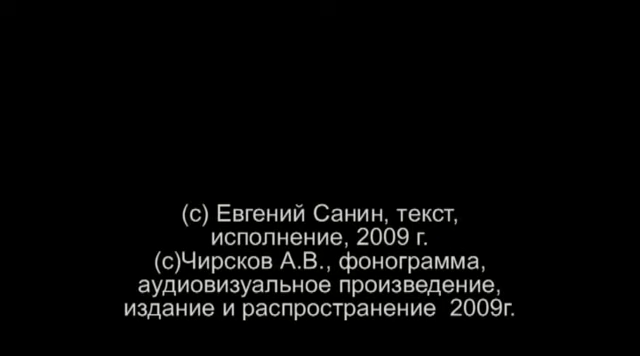 (с) Евгений Санин, текст,
исполнение, 2009 г.
(с)Чирсков А.В., фонограмма,
аудиовизуальное произведение,
издание и распространение 2009г.